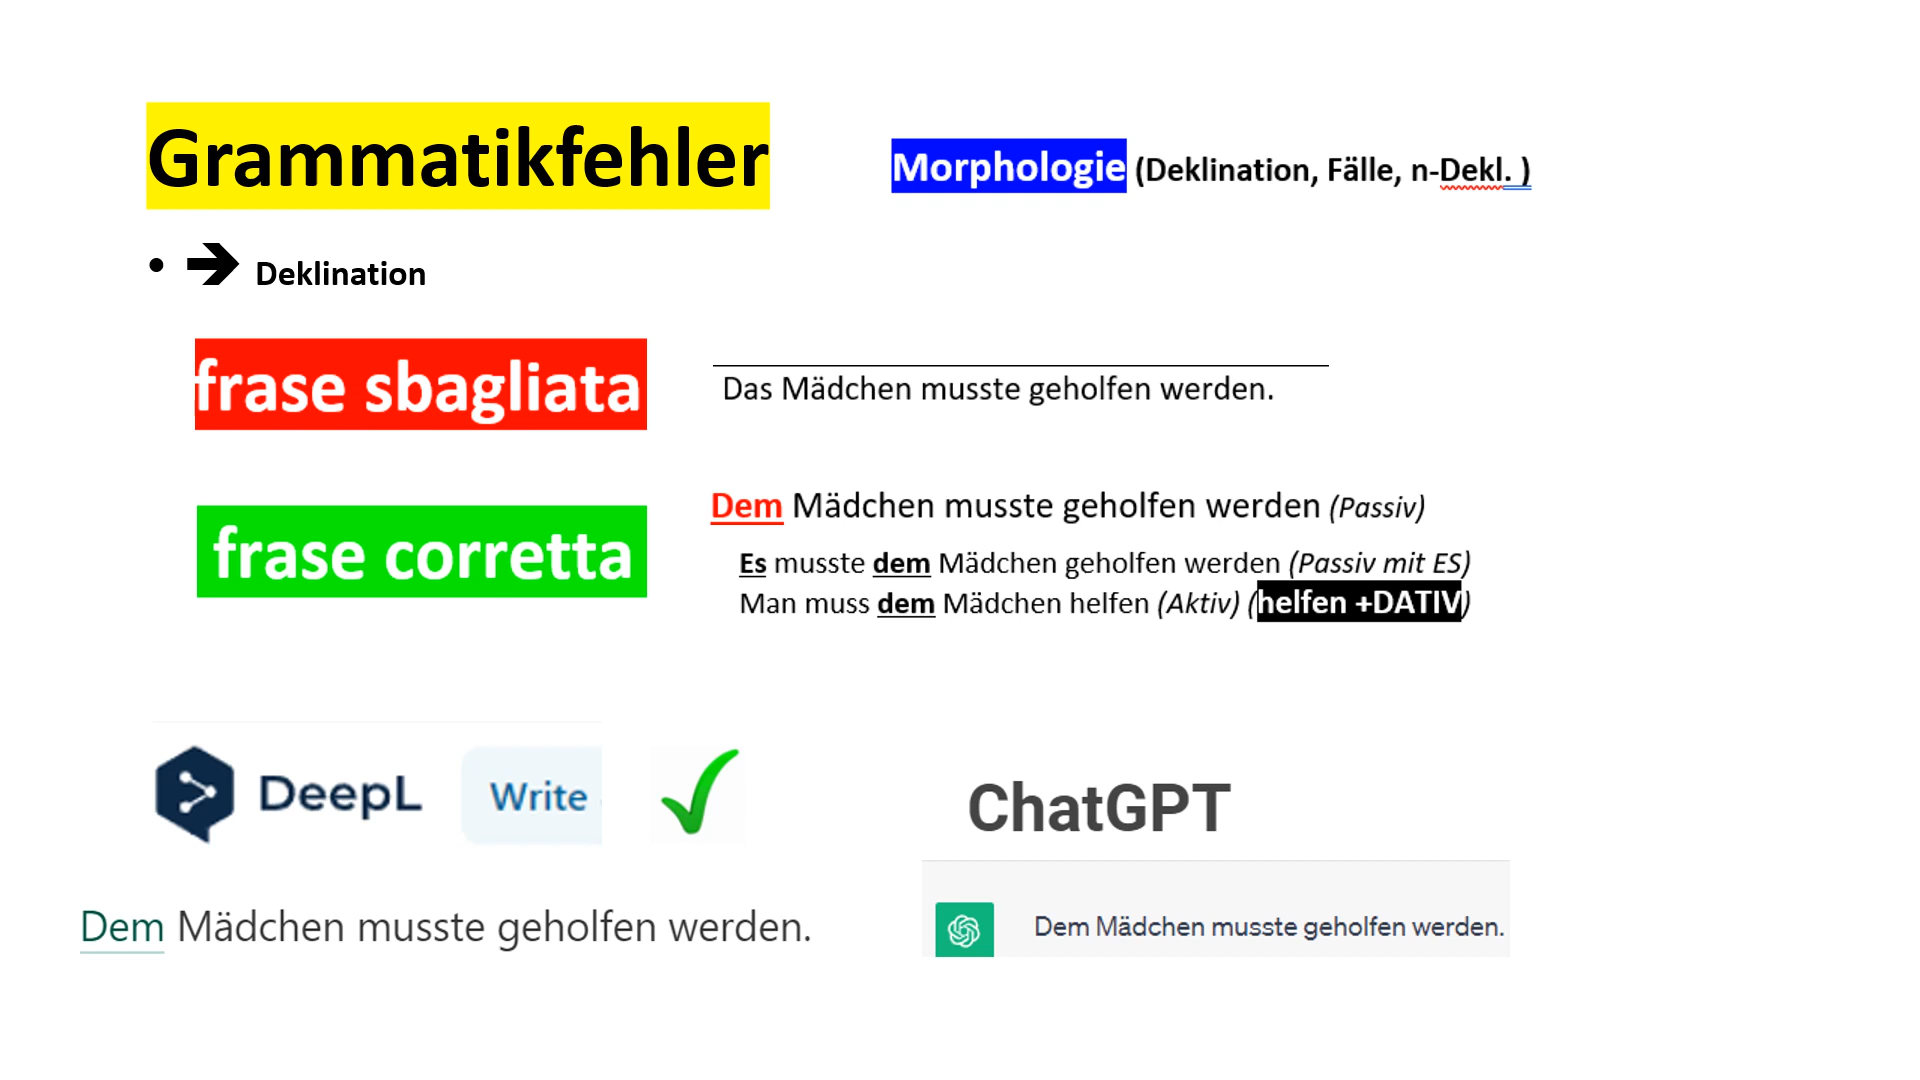 Grammatikfehler
Morphologie (Deklination, Fälle, n-Dekl. )
• → Deklination
frase sbagliata
Das Mädchen musste geholfen werden.
frase corretta
Dem Mädchen musste geholfen werden (Passiv)
Es musste dem Mädchen geholfen werden (Passiv mit ES)
Man muss dem Mädchen helfen (Aktiv) (helfen +DATIV)
DeepL Write
ChatGPT
Dem Mädchen musste geholfen werden.
Dem Mädchen musste geholfen werden.